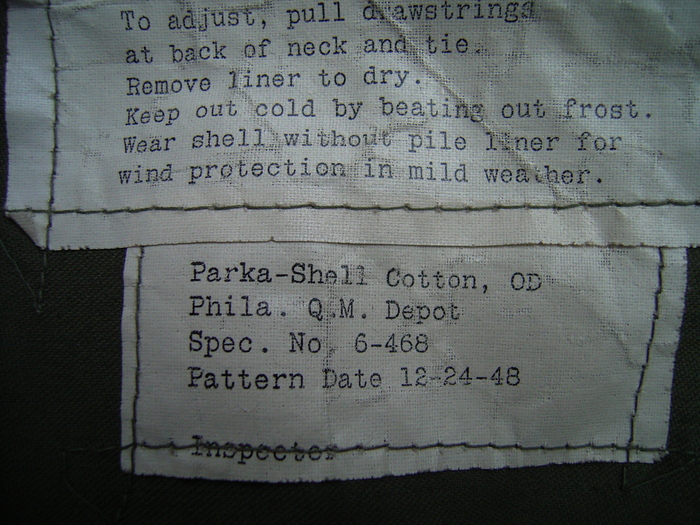 To adjust, pull drawstrings
at back of neck and tie.
Remove liner to dry.
Keep out cold by beating out frost.
Wear shell without pile liner for
wind protection in mild weather.
Parka-Shell Cotton, OD
Phila. Q.M. Depot
Spec. No. 6-468
Pattern Date 12-24-48
Inspector